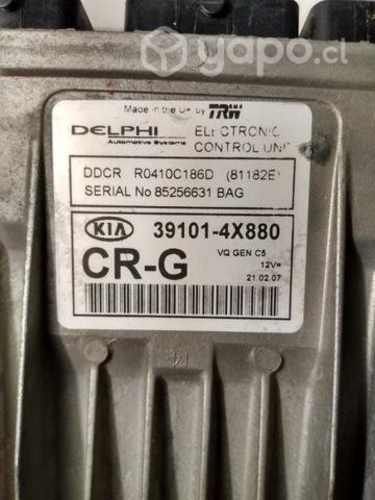 yapo.cl
Made in the UK by TRW
DELPHI ELECTRONIC
Automotive Systems CONTROL UNIT
DDCR R0410C186D (81182E)
SERIAL No 85256631 BAG
KIA 39101-4X880
CR-G VQ GEN C5
12V=
21.02.07